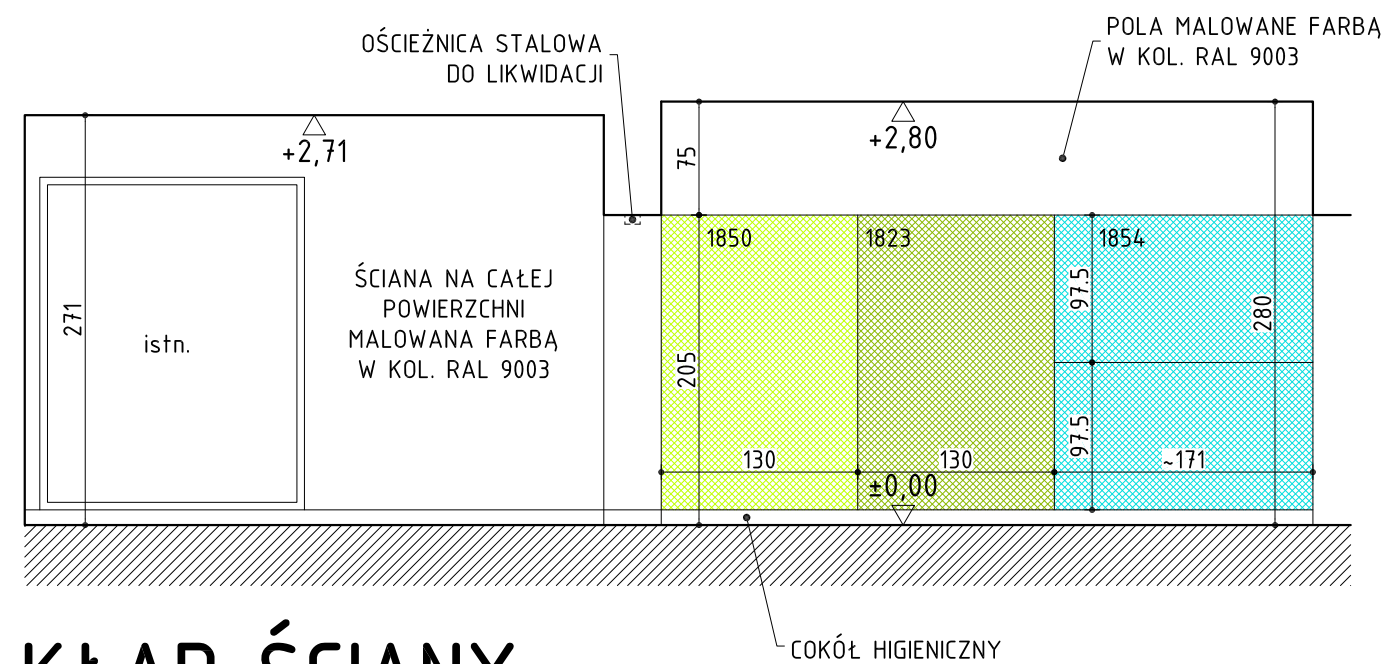 OŚCIEŻNICA STALOWA
DO LIKWIDACJI
POLA MALOWANE FARBĄ
W KOL. RAL 9003
+2,71
+2,80
75
1850
1823
1854
ŚCIANA NA CAŁEJ
POWIERZCHNI
MALOWANA FARBĄ
W KOL. RAL 9003
271
istn.
205
97.5
280
97.5
130
130
~171
±0,00
COKÓŁ HIGIENICZNY
KŁAD ŚCIANY